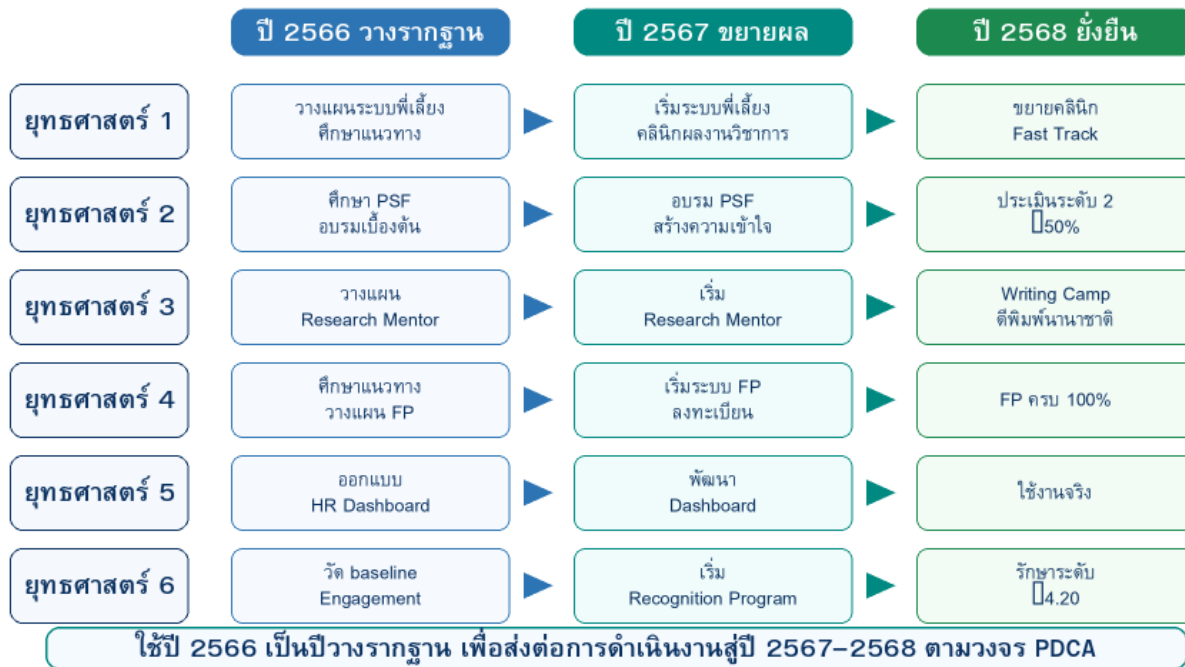 ปี 2566 วางรากฐาน
ปี 2567 ขยายผล
ปี 2568 ยั่งยืน
ยุทธศาสตร์ 1
วางแผนระบบพี่เลี้ยง
ศึกษาแนวทาง
เริ่มระบบพี่เลี้ยง
คลินิกผลงานวิชาการ
ขยายคลินิก
Fast Track
ยุทธศาสตร์ 2
ศึกษา PSF
อบรมเบื้องต้น
อบรม PSF
สร้างความเข้าใจ
ประเมินระดับ 2
▯50%
ยุทธศาสตร์ 3
วางแผน
Research Mentor
เริ่ม
Research Mentor
Writing Camp
ตีพิมพ์นานาชาติ
ยุทธศาสตร์ 4
ศึกษาแนวทาง
วางแผน FP
เริ่มระบบ FP
ลงทะเบียน
FP ครบ 100%
ยุทธศาสตร์ 5
ออกแบบ
HR Dashboard
พัฒนา
Dashboard
ใช้งานจริง
ยุทธศาสตร์ 6
วัด baseline
Engagement
เริ่ม
Recognition Program
รักษาระดับ
▯4.20
ใช้ปี 2566 เป็นปีวางรากฐาน เพื่อส่งต่อการดำเนินงานสู่ปี 2567–2568 ตามวงจร PDCA